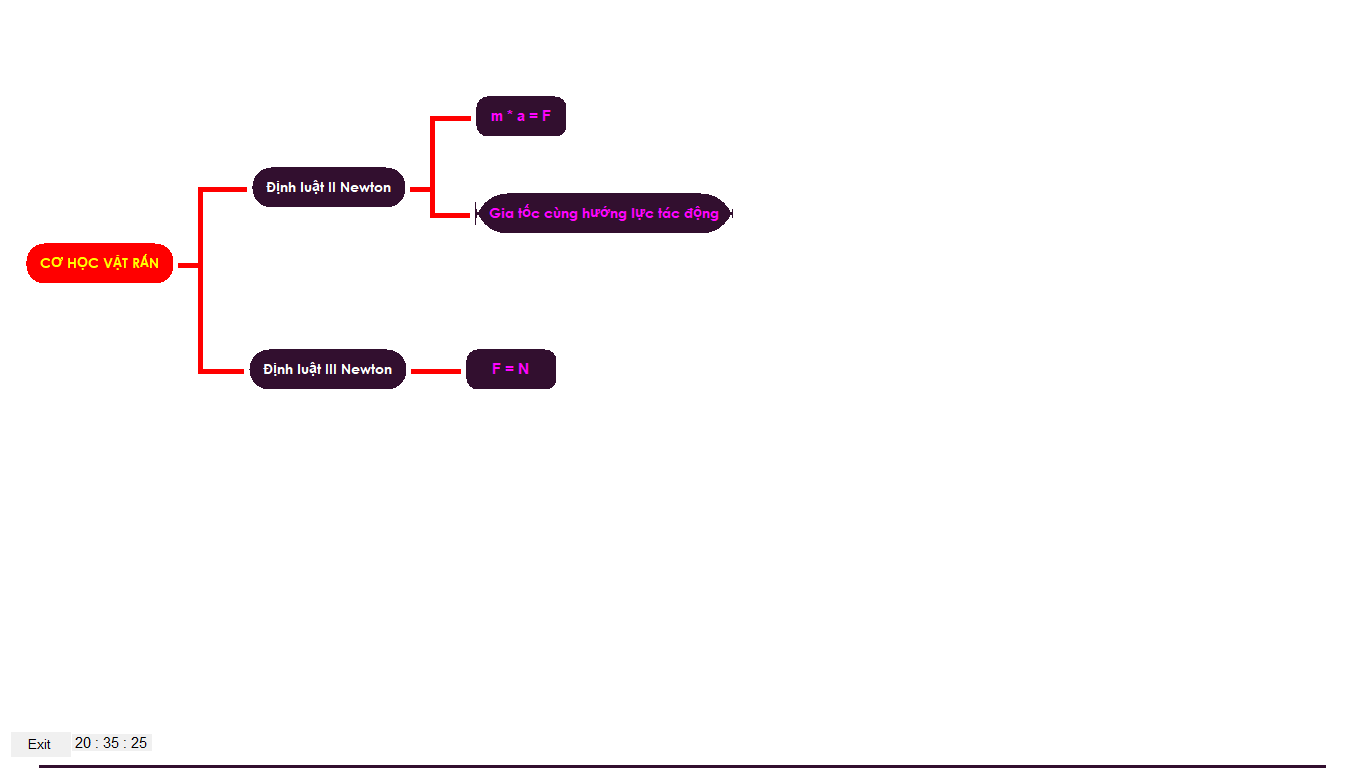 m * a = F
Định luật II Newton
Gia tốc cùng hướng lực tác động
CƠ HỌC VẬT RẮN
Định luật III Newton
F = N
Exit
20 : 35 : 25